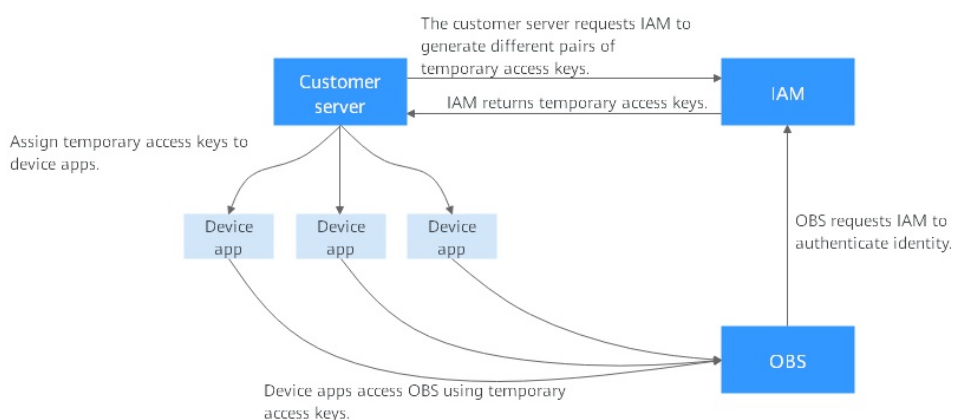 The customer server requests IAM to
generate different pairs of
temporary access keys.
Customer
server
IAM
IAM returns temporary access keys.
Assign temporary access keys to
device apps.
Device
app
Device
app
Device
app
OBS requests IAM to
authenticate identity.
OBS
Device apps access OBS using temporary
access keys.